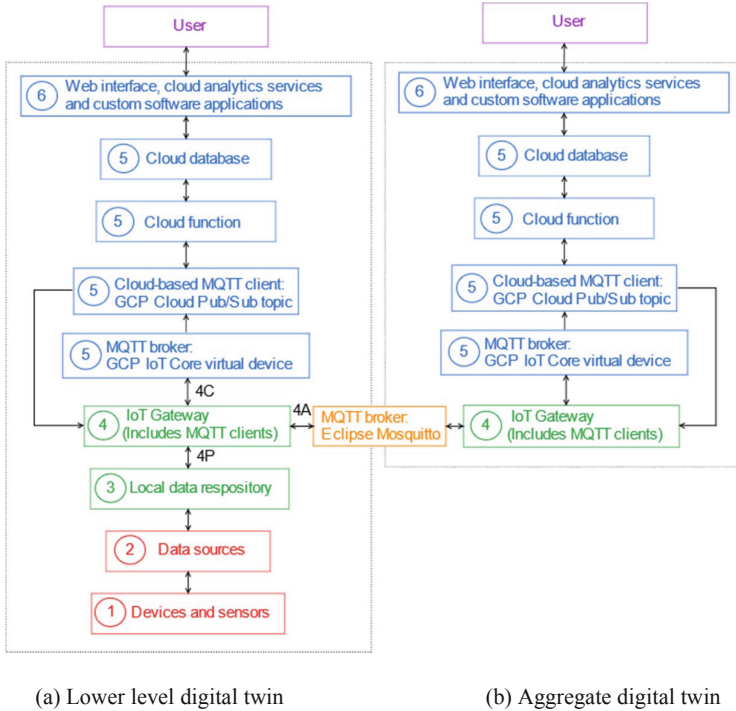 User
6 Web interface, cloud analytics services
and custom software applications
5 Cloud database
5 Cloud function
5 Cloud-based MQTT client:
GCP Cloud Pub/Sub topic
5 MQTT broker:
GCP IoT Core virtual device
4C
4 IoT Gateway
(Includes MQTT clients)
4A
MQTT broker:
Eclipse Mosquitto
4P
3 Local data respository
2 Data sources
1 Devices and sensors
(a) Lower level digital twin
User
6 Web interface, cloud analytics services
and custom software applications
5 Cloud database
5 Cloud function
5 Cloud-based MQTT client:
GCP Cloud Pub/Sub topic
5 MQTT broker:
GCP IoT Core virtual device
4 IoT Gateway
(Includes MQTT clients)
(b) Aggregate digital twin